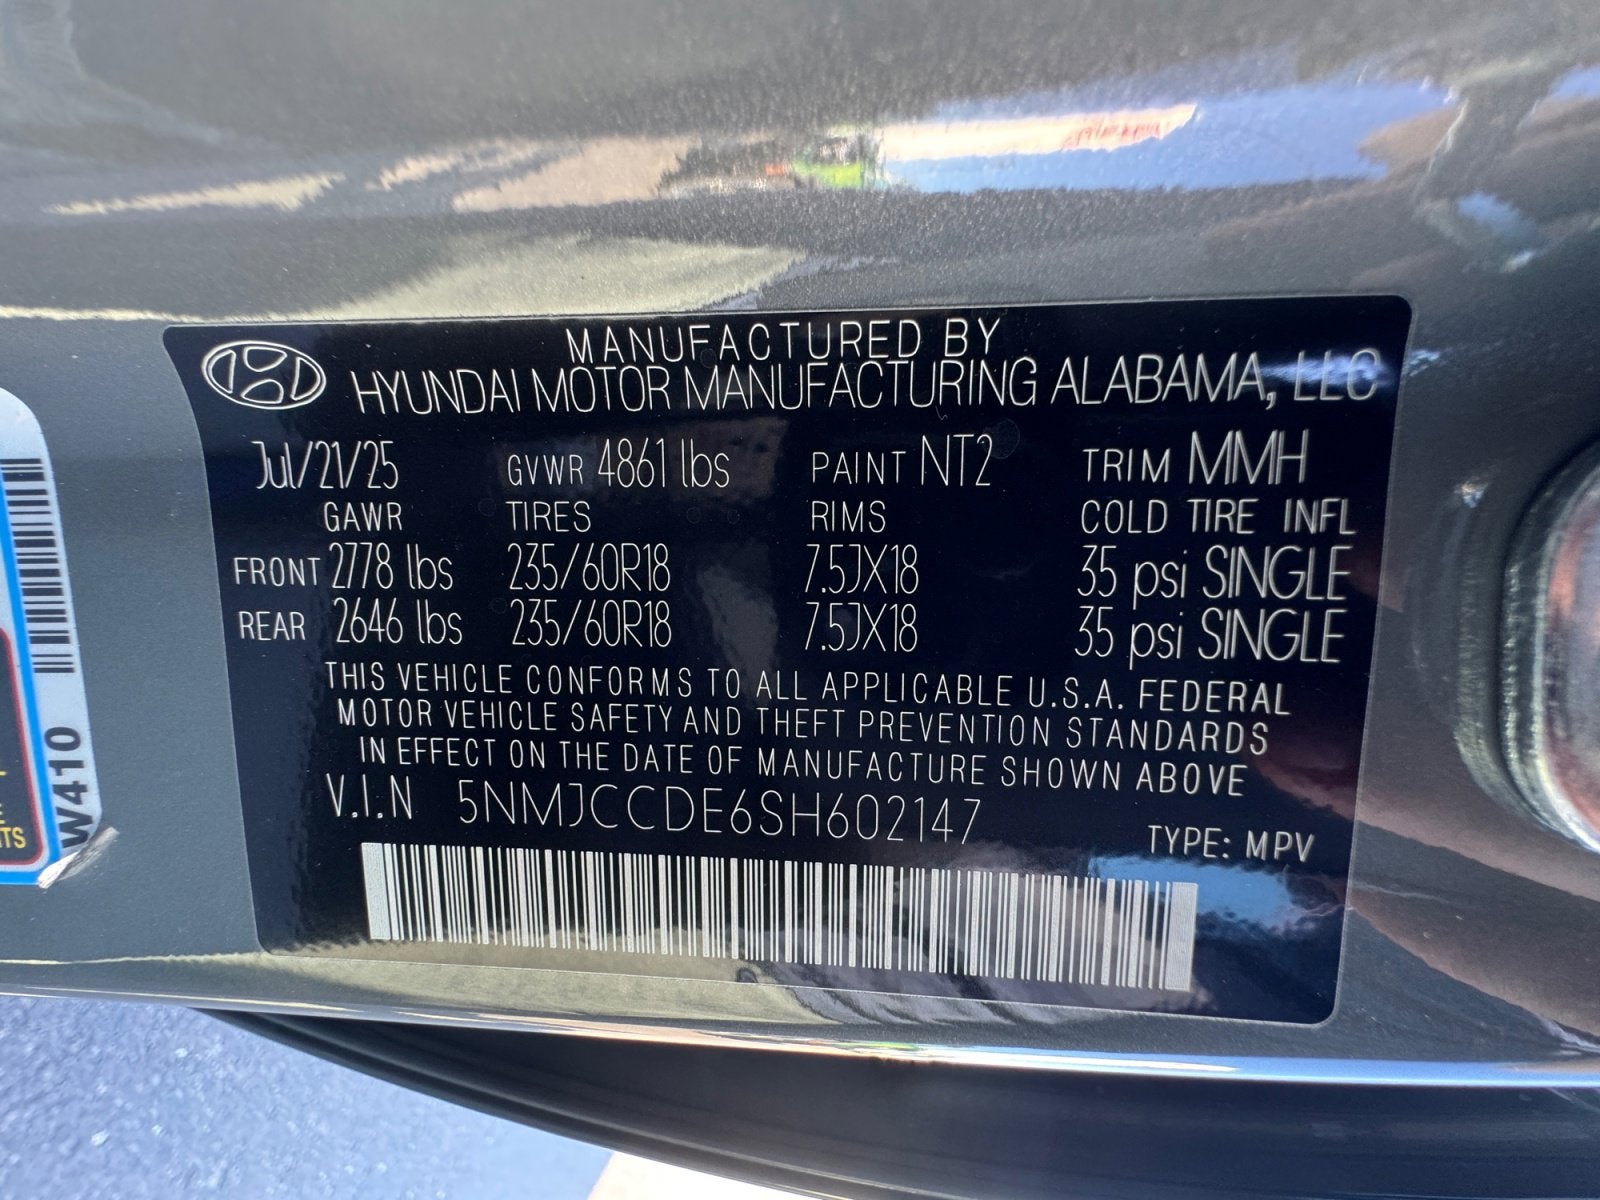 MANUFACTURED BY
HYUNDAI MOTOR MANUFACTURING ALABAMA, LLC
Jul/21/25 GVWR 4861 lbs PAINT NT2 TRIM MMH
GAWR TIRES RIMS COLD TIRE INFL
FRONT 2778 lbs 235/60R18 7.5JX18 35 psi SINGLE
REAR 2646 lbs 235/60R18 7.5JX18 35 psi SINGLE
THIS VEHICLE CONFORMS TO ALL APPLICABLE U.S.A. FEDERAL
MOTOR VEHICLE SAFETY AND THEFT PREVENTION STANDARDS
IN EFFECT ON THE DATE OF MANUFACTURE SHOWN ABOVE
V.I.N 5NMJCCDE6SH602147
TYPE: MPV
W410